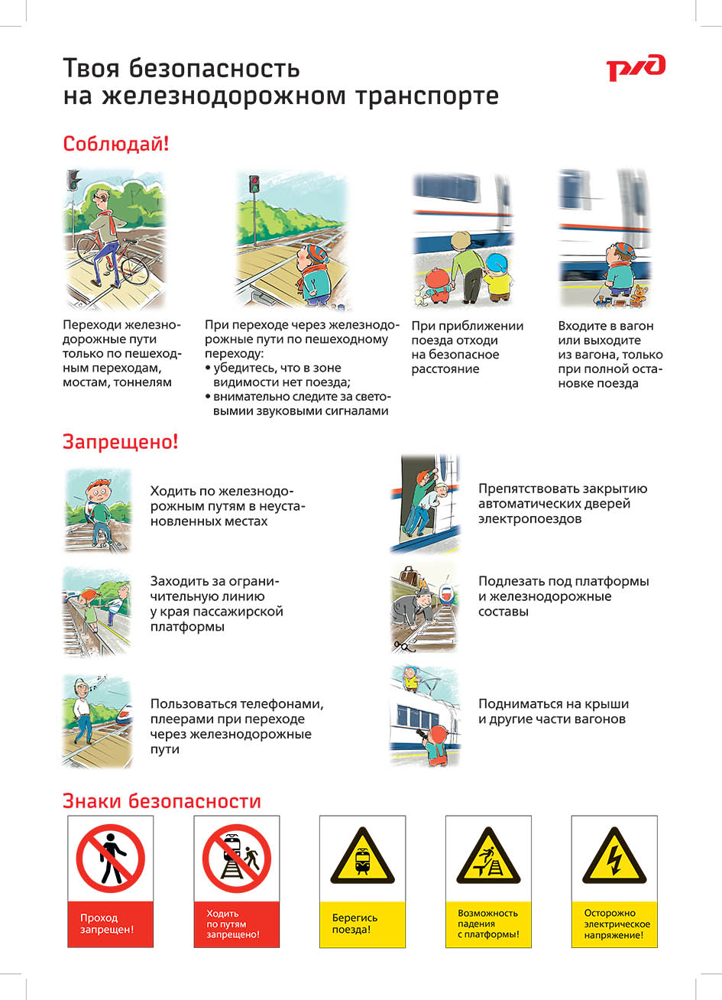 Твоя безопасность
на железнодорожном транспорте
ржд
Соблюдай!
Переходи железно-
дорожные пути
только по пешеход-
ным переходам,
мостам, тоннелям
При переходе через железнодо-
рожные пути по пешеходному
переходу:
• убедитесь, что в зоне
видимости нет поезда;
• внимательно следите за свето-
вымии звуковыми сигналами
При приближении
поезда отходи
на безопасное
расстояние
Входите в вагон
или выходите
из вагона, только
при полной оста-
новке поезда
Запрещено!
Ходить по железнодо-
рожным путям в неуста-
новленных местах
Препятствовать закрытию
автоматических дверей
электропоездов
Заходить за ограни-
чительную линию
у края пассажирской
платформы
Подлезать под платформы
и железнодорожные
составы
Пользоваться телефонами,
плеерами при переходе
через железнодорожные
пути
Подниматься на крыши
и другие части вагонов
Знаки безопасности
Проход
запрещен!
Ходить
по путям
запрещено!
Берегись
поезда!
Возможность
падения
с платформы!
Осторожно
электрическое
напряжение!